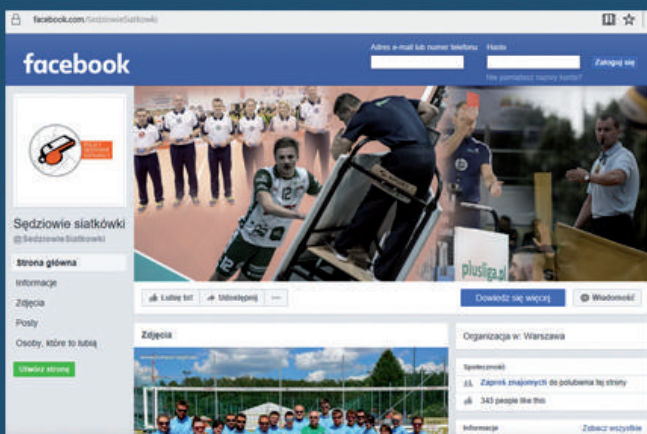 facebook.com/SedziowieSiatkowki
facebook
Adres e-mail lub numer telefonu
Hasło
Zaloguj się
Nie pamiętasz nazwy konta?
12
12
plusliga.pl
Sędziowie siatkówki
@SedziowieSiatkowki
Strona główna
Informacje
Zdjęcia
Posty
Osoby, które to lubią
Utwórz stronę
Lubię to!
Udostępnij
Dowiedz się więcej
Wiadomość
Zdjęcia
Organizacja w: Warszawa
Społeczność
Zaproś znajomych do polubienia tej strony
343 people like this
Informacje
Zobacz wszystkie